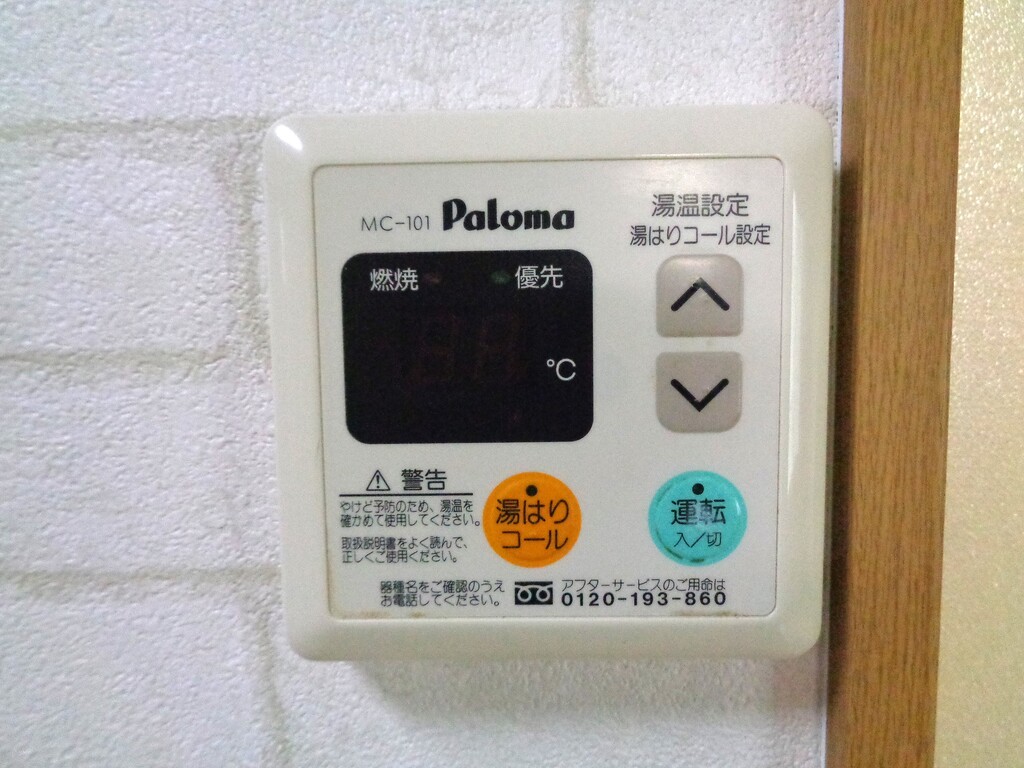 MC-101 Paloma
湯温設定
湯はりコール設定
燃焼 優先
℃
警告
やけど予防のため、湯温を
確かめて使用してください。
取扱説明書をよく読んで、
正しくご使用ください。
湯はり
コール
運転
入/切
器種名をご確認のうえ
お電話してください。
アフターサービスのご用命は
0120-193-860